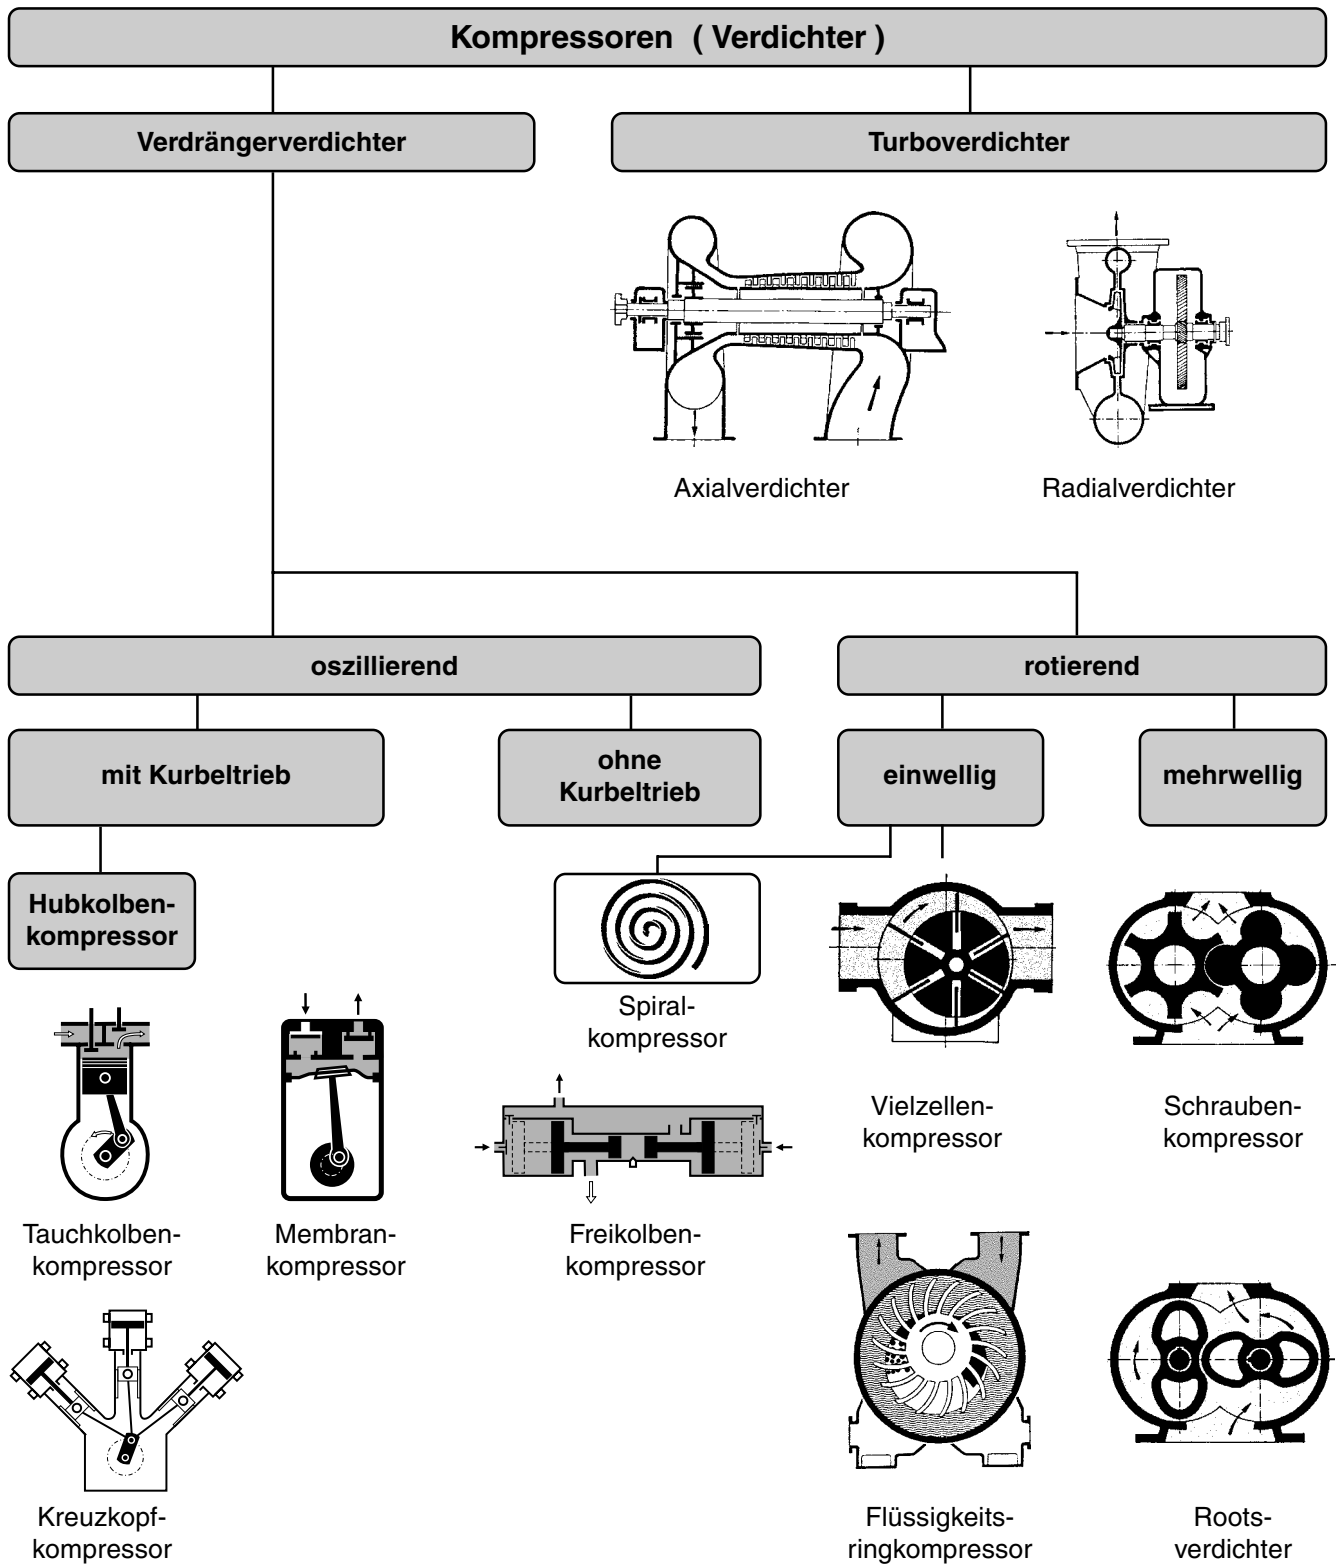 Kompressoren ( Verdichter )
Verdrängerverdichter
Turboverdichter
Axialverdichter
Radialverdichter
oszillierend
rotierend
mit Kurbeltrieb
ohne
Kurbeltrieb
einwellig
mehrwellig
Hubkolben-
kompressor
Spiral-
kompressor
Vielzellen-
kompressor
Schrauben-
kompressor
Tauchkolben-
kompressor
Membran-
kompressor
Freikolben-
kompressor
Kreuzkopf-
kompressor
Flüssigkeits-
ringkompressor
Roots-
verdichter